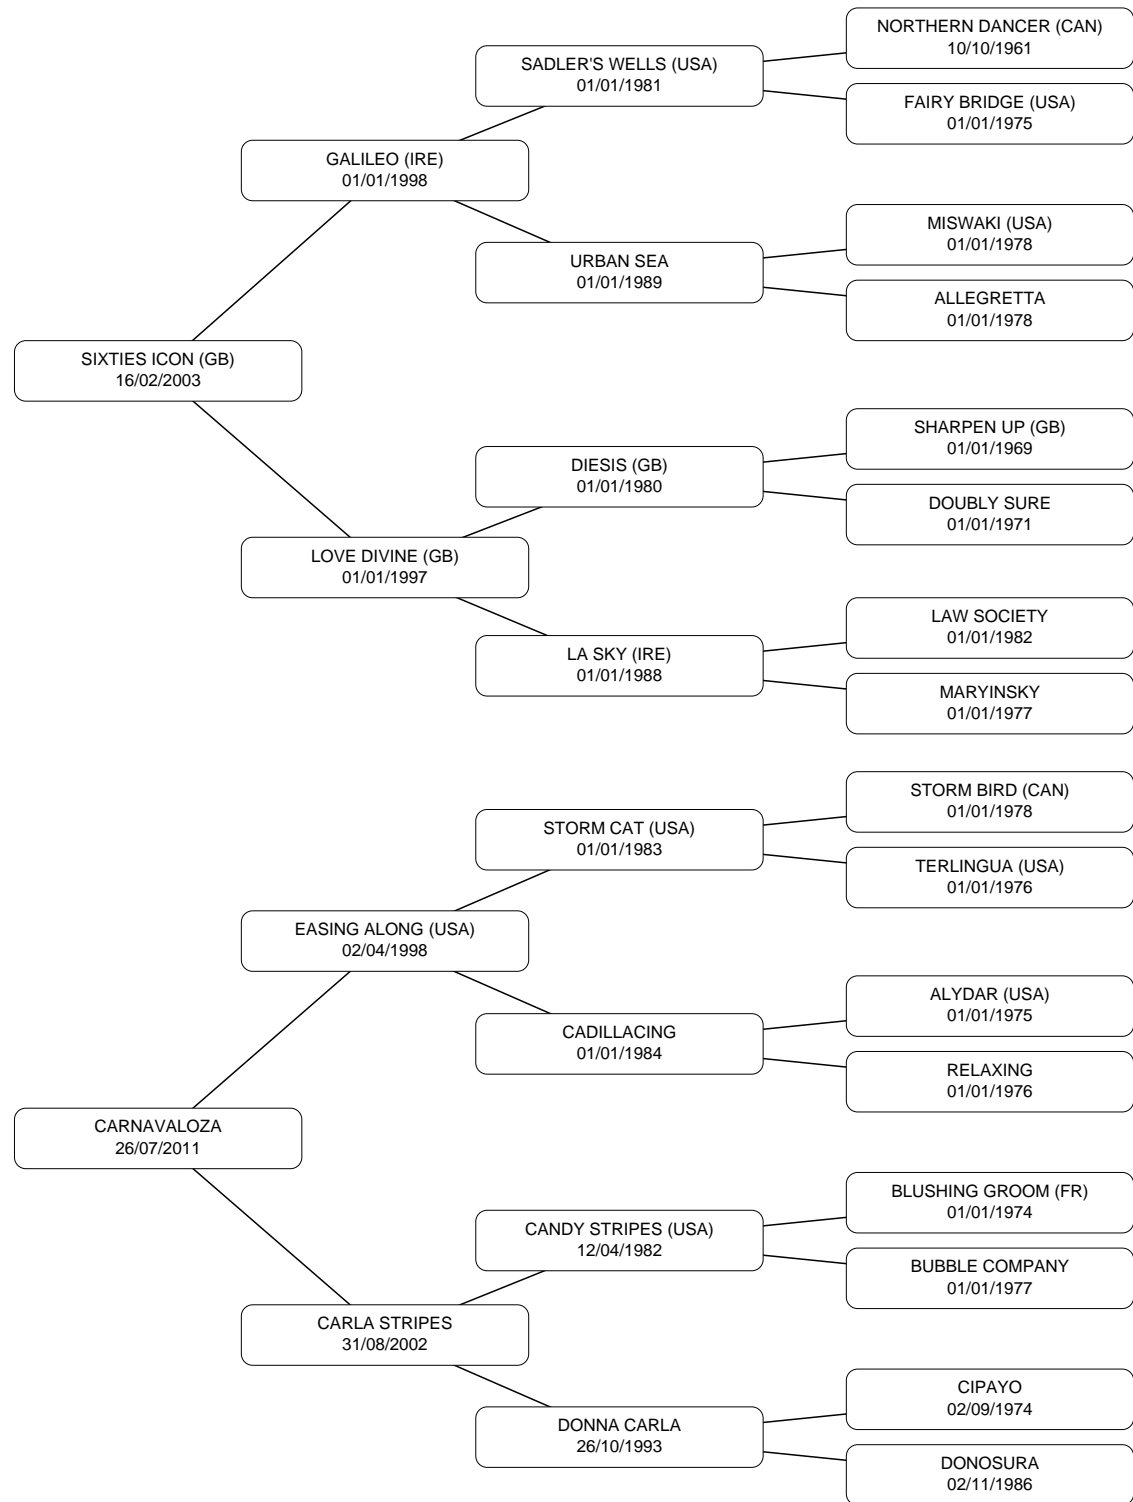 NORTHERN DANCER (CAN)
10/10/1961
SADLER'S WELLS (USA)
01/01/1981
FAIRY BRIDGE (USA)
01/01/1975
GALILEO (IRE)
01/01/1998
MISWAKI (USA)
01/01/1978
URBAN SEA
01/01/1989
ALLEGRETTA
01/01/1978
SIXTIES ICON (GB)
16/02/2003
SHARPEN UP (GB)
01/01/1969
DIESIS (GB)
01/01/1980
DOUBLY SURE
01/01/1971
LOVE DIVINE (GB)
01/01/1997
LAW SOCIETY
01/01/1982
LA SKY (IRE)
01/01/1988
MARYINSKY
01/01/1977
STORM BIRD (CAN)
01/01/1978
STORM CAT (USA)
01/01/1983
TERLINGUA (USA)
01/01/1976
EASING ALONG (USA)
02/04/1998
ALYDAR (USA)
01/01/1975
CADILLACING
01/01/1984
RELAXING
01/01/1976
CARNAVALOZA
26/07/2011
BLUSHING GROOM (FR)
01/01/1974
CANDY STRIPES (USA)
12/04/1982
BUBBLE COMPANY
01/01/1977
CARLA STRIPES
31/08/2002
CIPAYO
02/09/1974
DONNA CARLA
26/10/1993
DONOSURA
02/11/1986